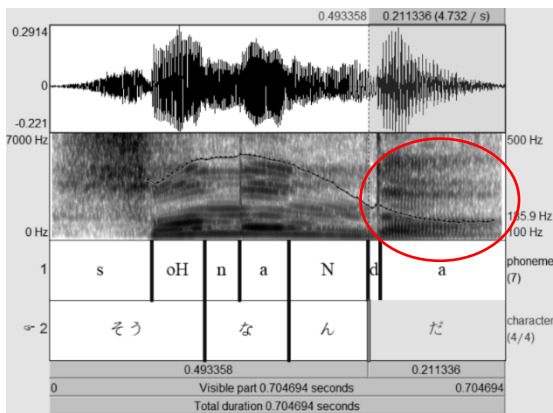 0.493358 0.211336 (4.732 / s)
0.2914
0
-0.221
7000 Hz 500 Hz
185.9 Hz
0 Hz 100 Hz
1 s oH n a N d a phoneme (7)
2 そう な ん だ character (4/4)
0.493358 0.211336
0 Visible part 0.704694 seconds 0.704694
Total duration 0.704694 seconds